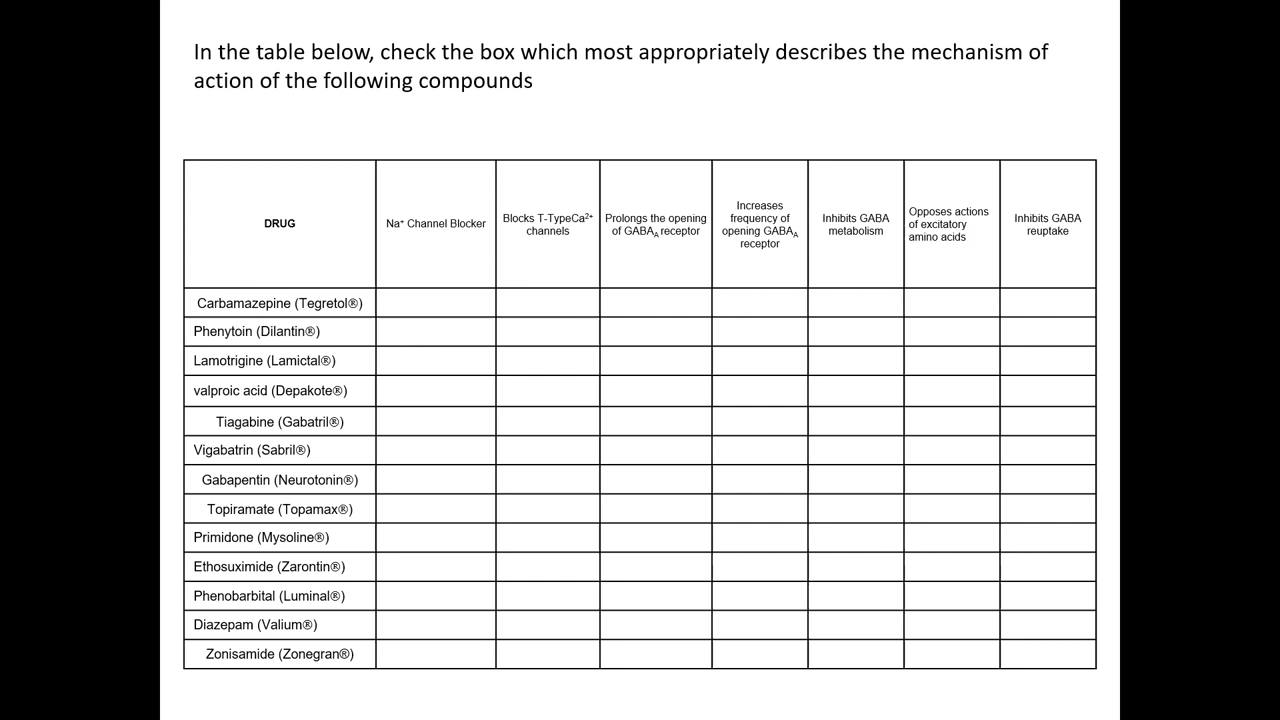 In the table below, check the box which most appropriately describes the mechanism of
action of the following compounds
DRUG
Na⁺ Channel Blocker
Blocks T-TypeCa²⁺
channels
Prolongs the opening
of GABA_A receptor
Increases
frequency of
opening GABA_A
receptor
Inhibits GABA
metabolism
Opposes actions
of excitatory
amino acids
Inhibits GABA
reuptake
Carbamazepine (Tegretol®)
Phenytoin (Dilantin®)
Lamotrigine (Lamictal®)
valproic acid (Depakote®)
Tiagabine (Gabatril®)
Vigabatrin (Sabril®)
Gabapentin (Neurotonin®)
Topiramate (Topamax®)
Primidone (Mysoline®)
Ethosuximide (Zarontin®)
Phenobarbital (Luminal®)
Diazepam (Valium®)
Zonisamide (Zonegran®)